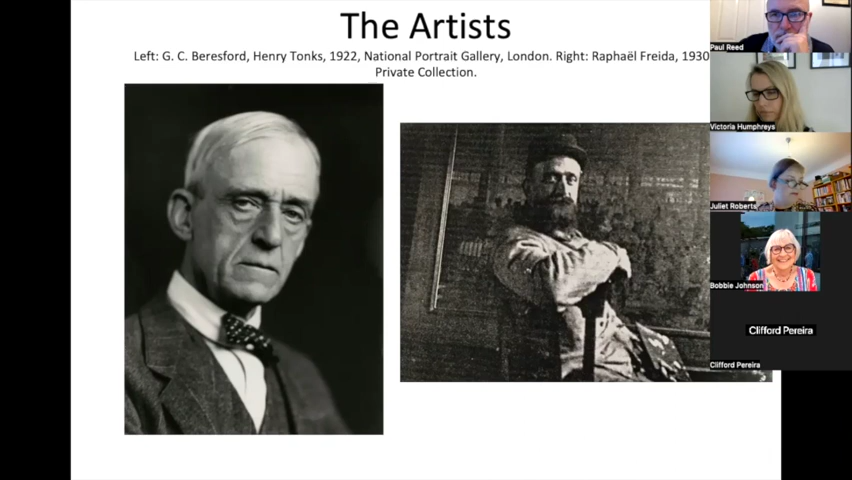 The Artists
Left: G. C. Beresford, Henry Tonks, 1922, National Portrait Gallery, London. Right: Raphaël Freida, 1930
Private Collection.
Paul Reed
Victoria Humphreys
Juliet Roberts
Bobbie Johnson
Clifford Pereira
Clifford Pereira